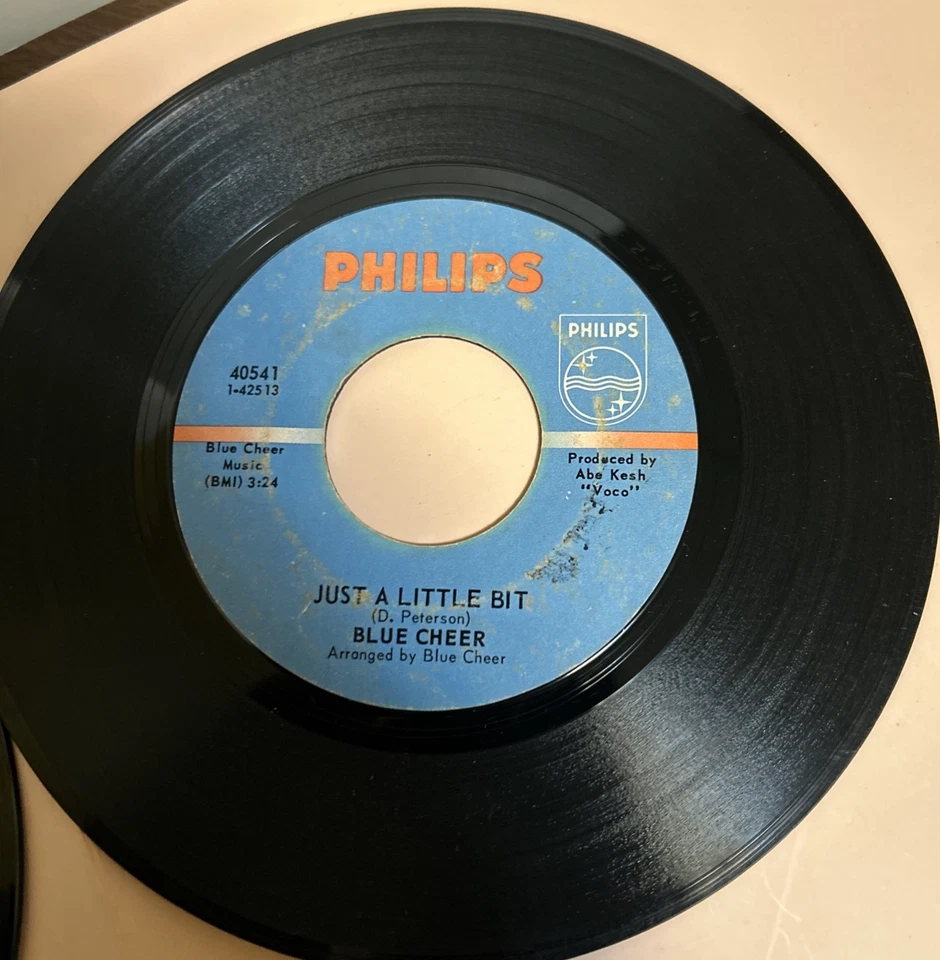 PHILIPS
PHILIPS
40541
1-42513
Blue Cheer
Music
(BMI) 3:24
Produced by
Abe Kesh
"Voco"
JUST A LITTLE BIT
(D. Peterson)
BLUE CHEER
Arranged by Blue Cheer